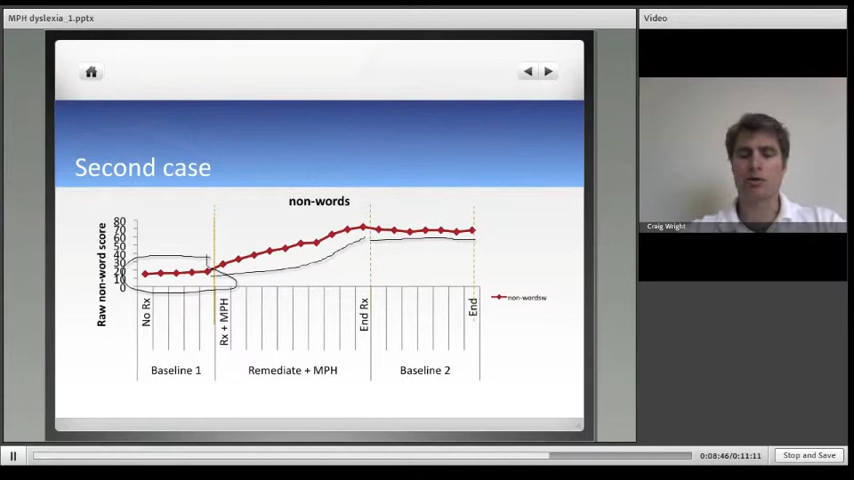 MPH dyslexia_1.pptx
Video
Second case
non-words
Raw non-word score
80
70
60
50
40
30
20
10
0
No Rx
Rx + MPH
End Rx
End
non-wordsw
Baseline 1
Remediate + MPH
Baseline 2
Craig Wright
0:08:46/0:11:11
Stop and Save